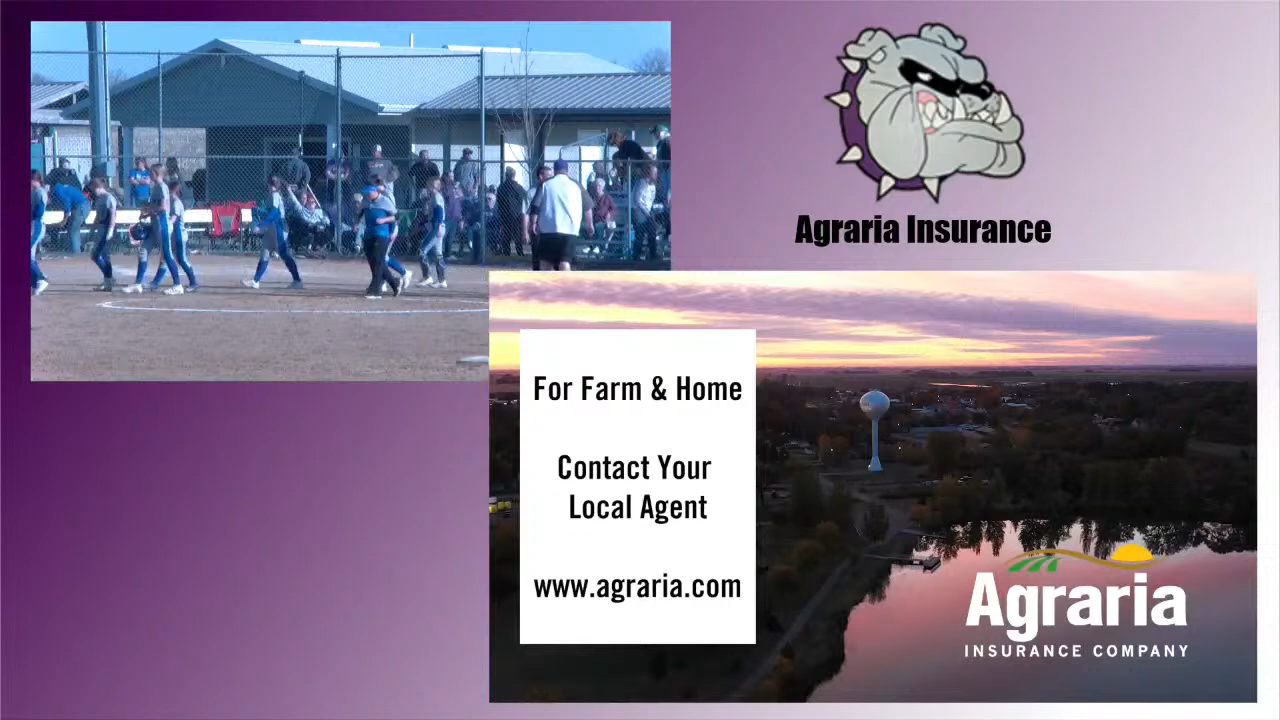 Agraria Insurance
For Farm & Home
Contact Your
Local Agent
www.agraria.com
Agraria
INSURANCE COMPANY